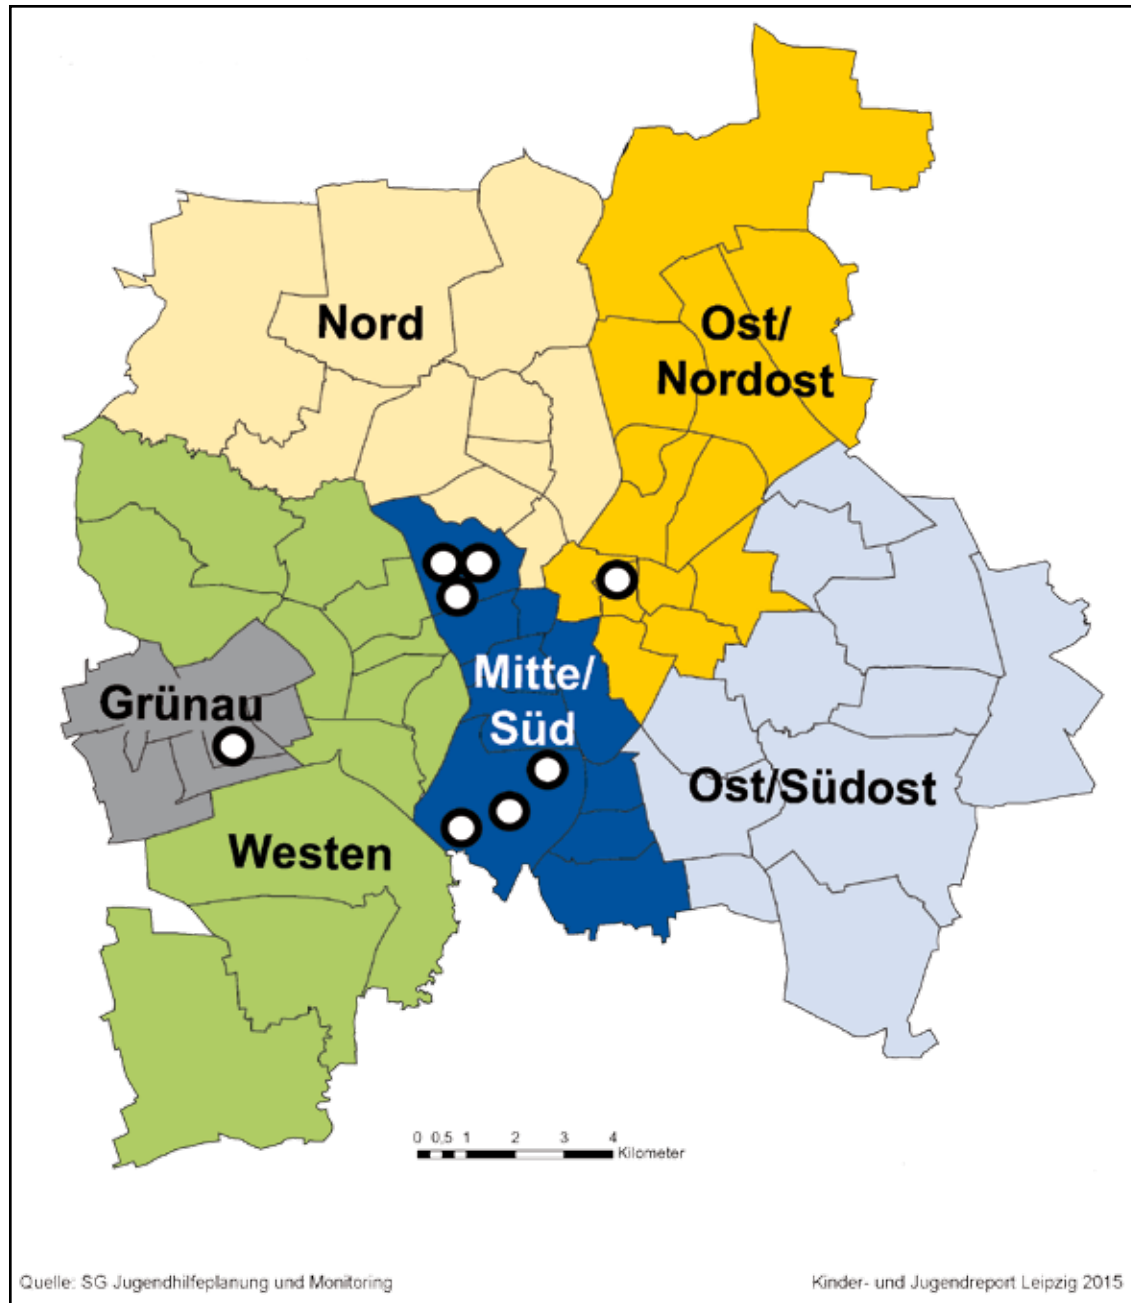 Nord
Ost/
Nordost
Mitte/
Süd
Grünau
Ost/Südost
Westen
0 0,5 1 2 3 4
Kilometer
Quelle: SG Jugendhilfeplanung und Monitoring
Kinder- und Jugendreport Leipzig 2015